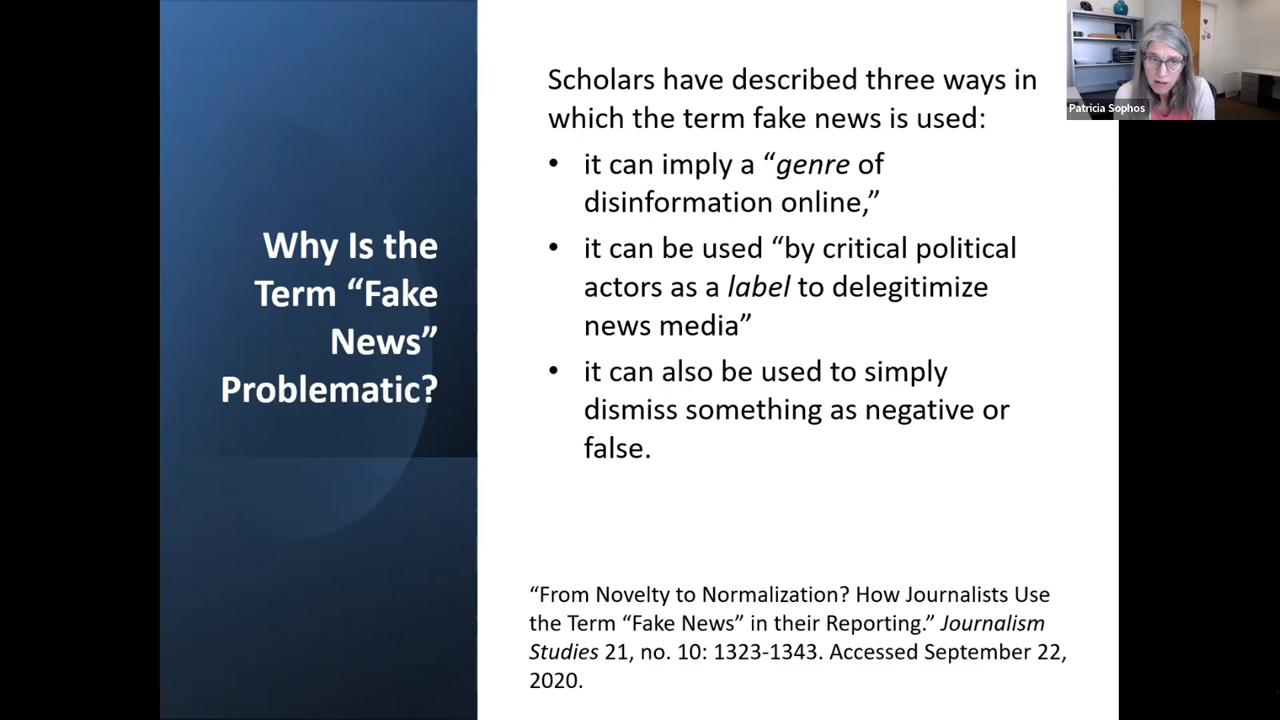 Why Is the
Term “Fake
News”
Problematic?
Scholars have described three ways in
which the term fake news is used:
• it can imply a “genre of
disinformation online,”
• it can be used “by critical political
actors as a label to delegitimize
news media”
• it can also be used to simply
dismiss something as negative or
false.
“From Novelty to Normalization? How Journalists Use
the Term “Fake News” in their Reporting.” Journalism
Studies 21, no. 10: 1323-1343. Accessed September 22,
2020.
Patricia Sophos